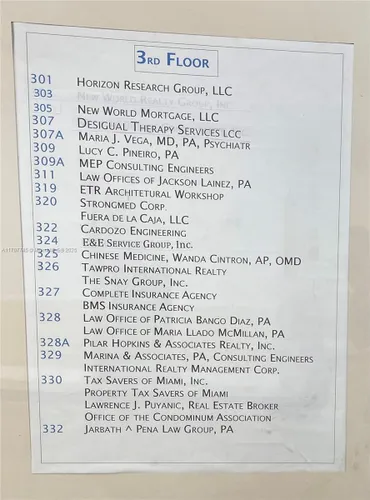 3RD FLOOR
301 HORIZON RESEARCH GROUP, LLC
303 NEW WORLD REALTY GROUP, INC
305 NEW WORLD MORTGAGE, LLC
307 DESIGUAL THERAPY SERVICES LCC
307A MARIA J. VEGA, MD, PA, PSYCHIATR
309 LUCY C. PINEIRO, PA
309A MEP CONSULTING ENGINEERS
311 LAW OFFICES OF JACKSON LAINEZ, PA
319 ETR ARCHITETURAL WORKSHOP
320 STRONGMED CORP.
FUERA DE LA CAJA, LLC
322 CARDOZO ENGINEERING
324 E&E SERVICE GROUP, INC.
325 CHINESE MEDICINE, WANDA CINTRON, AP, OMD
326 TAWPRO INTERNATIONAL REALTY
THE SNAY GROUP, INC.
327 COMPLETE INSURANCE AGENCY
BMS INSURANCE AGENCY
328 LAW OFFICE OF PATRICIA BANGO DIAZ, PA
LAW OFFICE OF MARIA LLADO MCMILLAN, PA
328A PILAR HOPKINS & ASSOCIATES REALTY, INC.
329 MARINA & ASSOCIATES, PA, CONSULTING ENGINEERS
INTERNATIONAL REALTY MANAGEMENT CORP.
330 TAX SAVERS OF MIAMI, INC.
PROPERTY TAX SAVERS OF MIAMI
LAWRENCE J. PUYANIC, REAL ESTATE BROKER
OFFICE OF THE CONDOMINUM ASSOCIATION
332 JARBATH ^ PENA LAW GROUP, PA